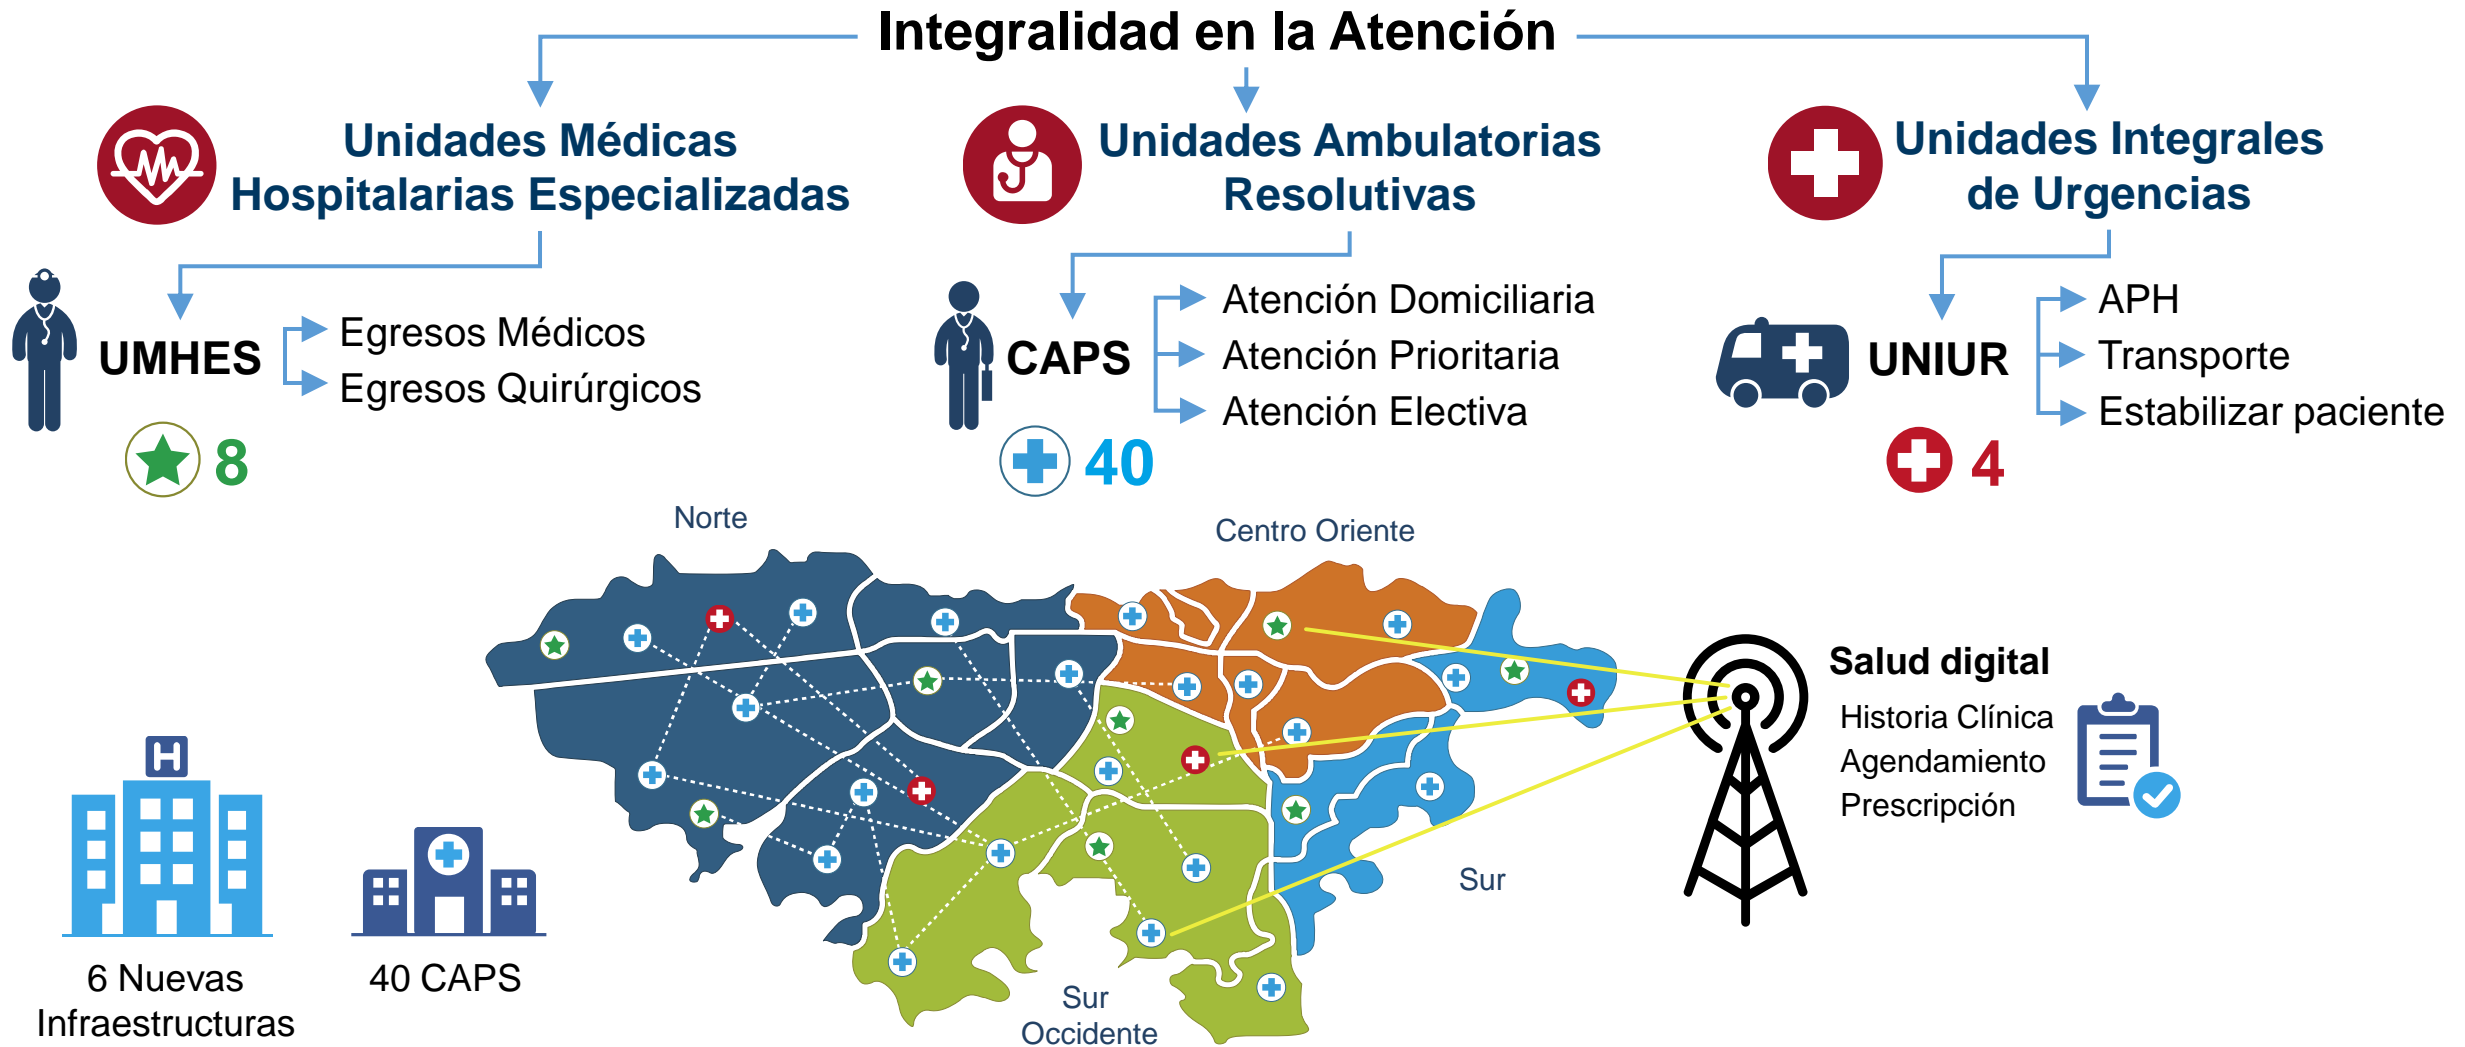 Integralidad en la Atención
Unidades Médicas
Hospitalarias Especializadas
UMHES
Egresos Médicos
Egresos Quirúrgicos
8
Unidades Ambulatorias
Resolutivas
CAPS
Atención Domiciliaria
Atención Prioritaria
Atención Electiva
40
Unidades Integrales
de Urgencias
UNIUR
APH
Transporte
Estabilizar paciente
4
Norte
Centro Oriente
Sur
Sur
Occidente
Salud digital
Historia Clínica
Agendamiento
Prescripción
H
6 Nuevas
Infraestructuras
40 CAPS